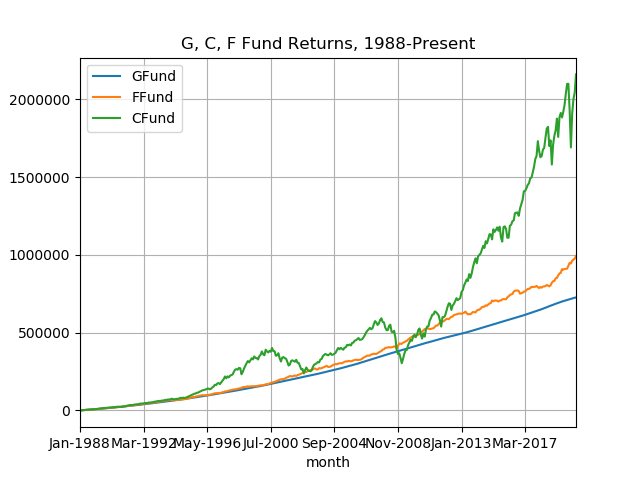 G, C, F Fund Returns, 1988-Present
GFund
FFund
CFund
2000000
1500000
1000000
500000
0
Jan-1988 Mar-1992 May-1996 Jul-2000 Sep-2004 Nov-2008 Jan-2013 Mar-2017
month